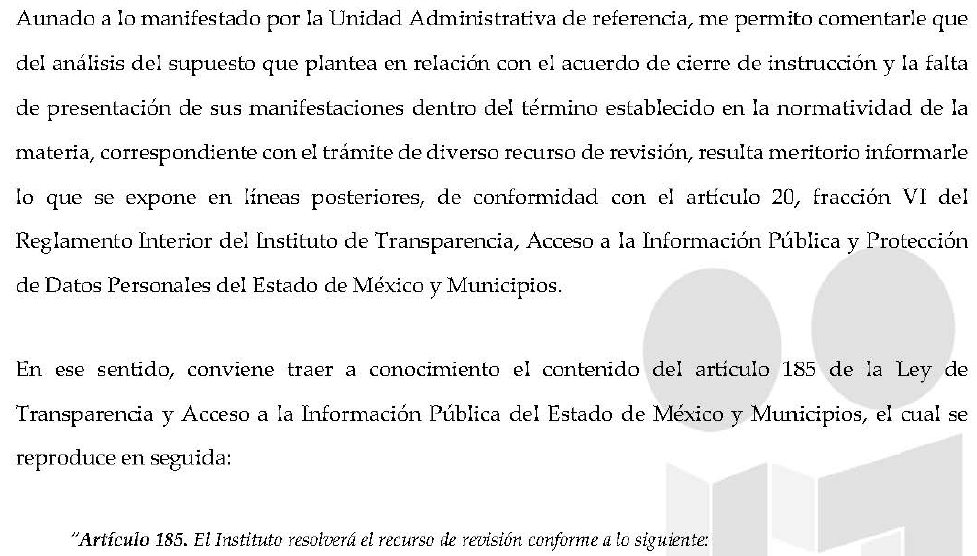 Aunado a lo manifestado por la Unidad Administrativa de referencia, me permito comentarle que
del análisis del supuesto que plantea en relación con el acuerdo de cierre de instrucción y la falta
de presentación de sus manifestaciones dentro del término establecido en la normatividad de la
materia, correspondiente con el trámite de diverso recurso de revisión, resulta meritorio informarle
lo que se expone en líneas posteriores, de conformidad con el artículo 20, fracción VI del
Reglamento Interior del Instituto de Transparencia, Acceso a la Información Pública y Protección
de Datos Personales del Estado de México y Municipios.
En ese sentido, conviene traer a conocimiento el contenido del artículo 185 de la Ley de
Transparencia y Acceso a la Información Pública del Estado de México y Municipios, el cual se
reproduce en seguida:
"Artículo 185. El Instituto resolverá el recurso de revisión conforme a lo siguiente: